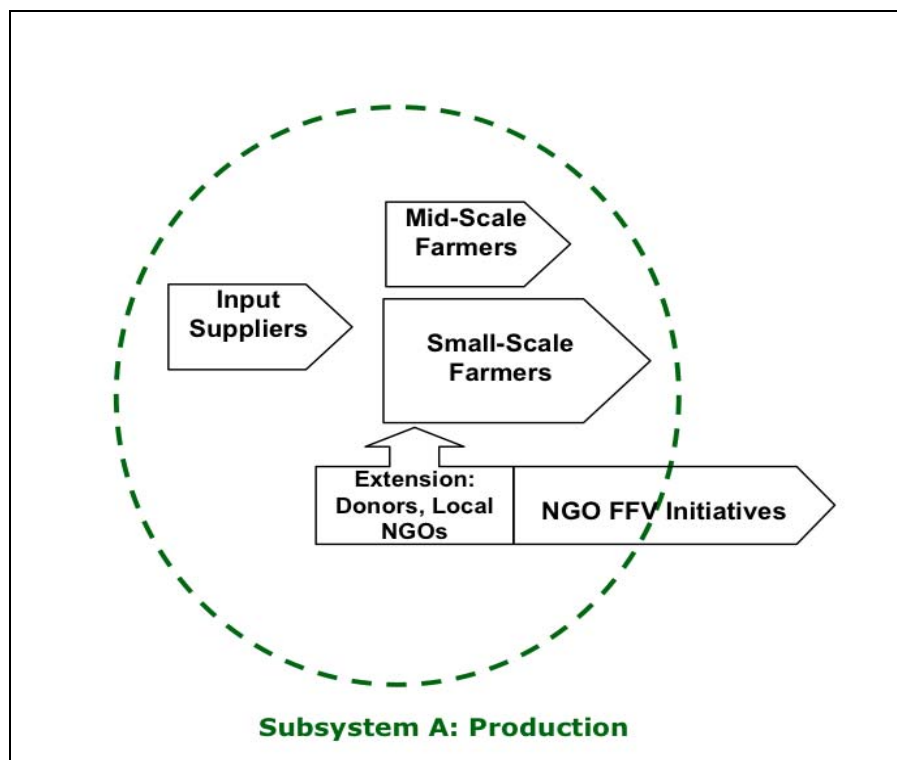 Mid-Scale
Farmers
Input
Suppliers
Small-Scale
Farmers
Extension:
Donors, Local
NGOs
NGO FFV Initiatives
Subsystem A: Production